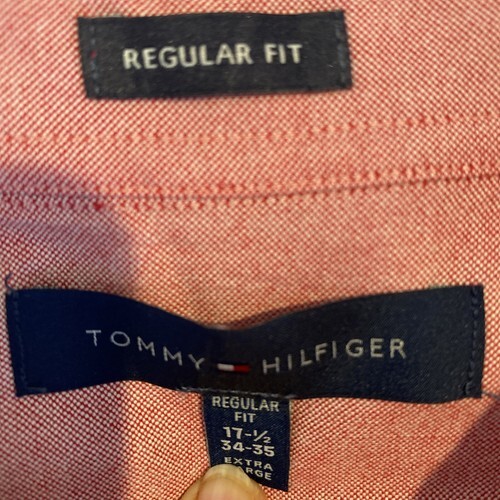 REGULAR FIT
TOMMY HILFIGER
REGULAR
FIT
17-½
34-35
EXTRA